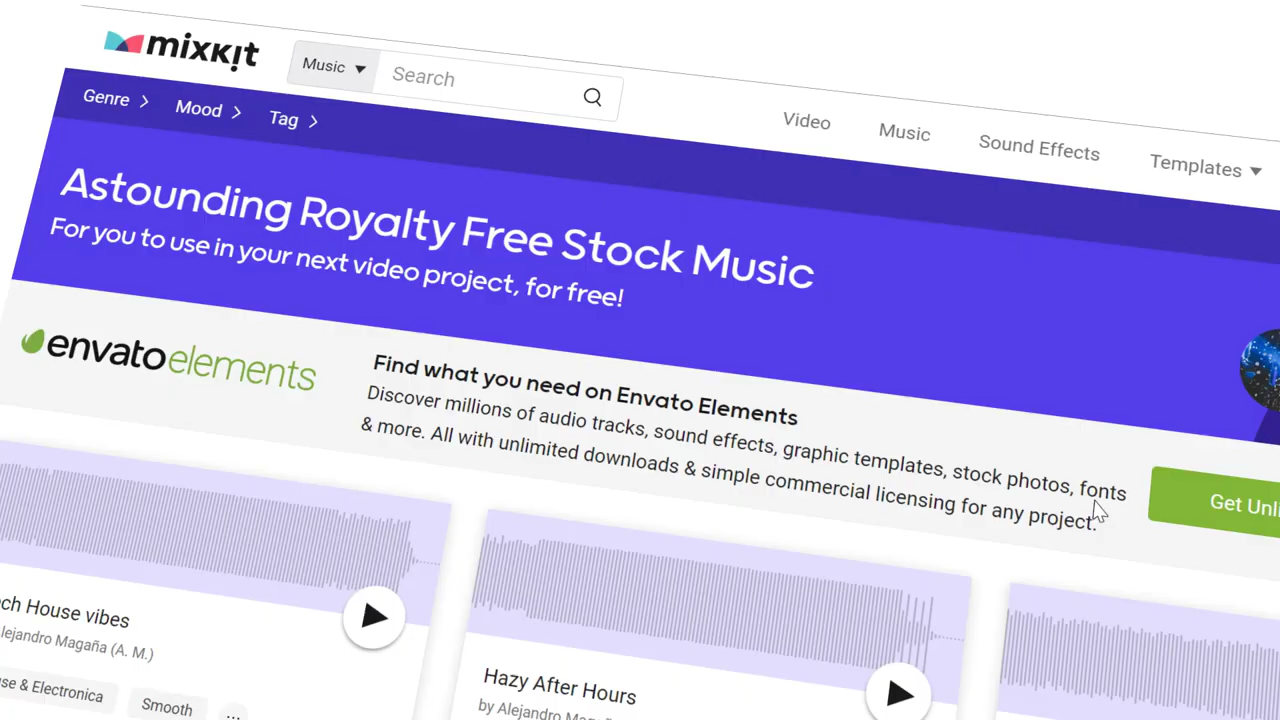 mixkit
Music
Search
Video
Music
Sound Effects
Templates
Genre
Mood
Tag
Astounding Royalty Free Stock Music
For you to use in your next video project, for free!
envato elements
Find what you need on Envato Elements
Discover millions of audio tracks, sound effects, graphic templates, stock photos, fonts
& more. All with unlimited downloads & simple commercial licensing for any project.
Get
House vibes
Magaña (A. M.)
& Electronica
Smooth
...
Hazy After Hours
by Alejandro